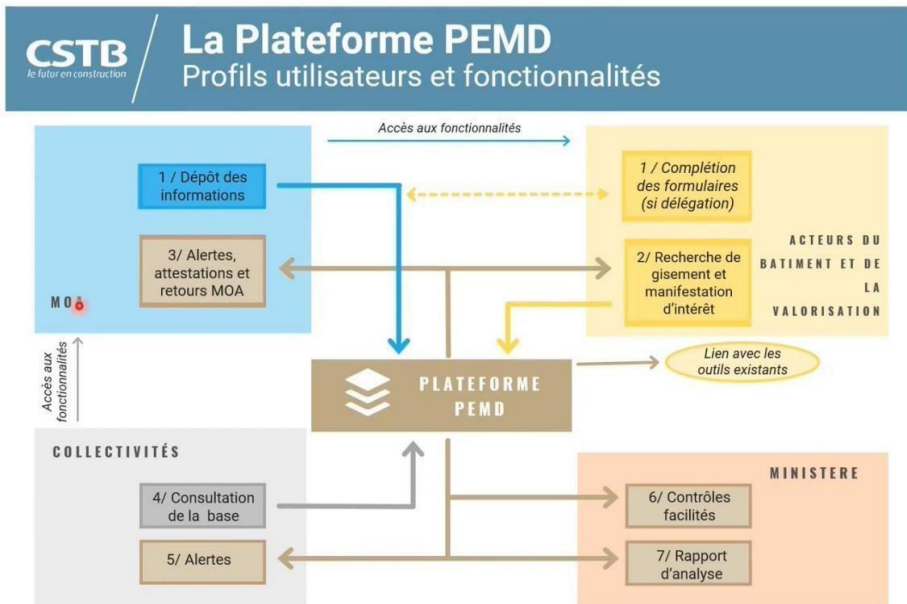 CSTB
le futur en construction
La Plateforme PEMD
Profils utilisateurs et fonctionnalités
Accès aux fonctionnalités
1 / Dépôt des
informations
3/ Alertes,
attestations et
retours MOA
MOA
1 / Complétion
des formulaires
(si délégation)
2/ Recherche de
gisement et
manifestation
d'intérêt
ACTEURS DU
BATIMENT ET DE
LA
VALORISATION
Accès aux
fonctionnalités
PLATEFORME
PEMD
Lien avec les
outils existants
COLLECTIVITÉS
4/ Consultation
de la base
5/ Alertes
MINISTERE
6/ Contrôles
facilités
7/ Rapport
d'analyse